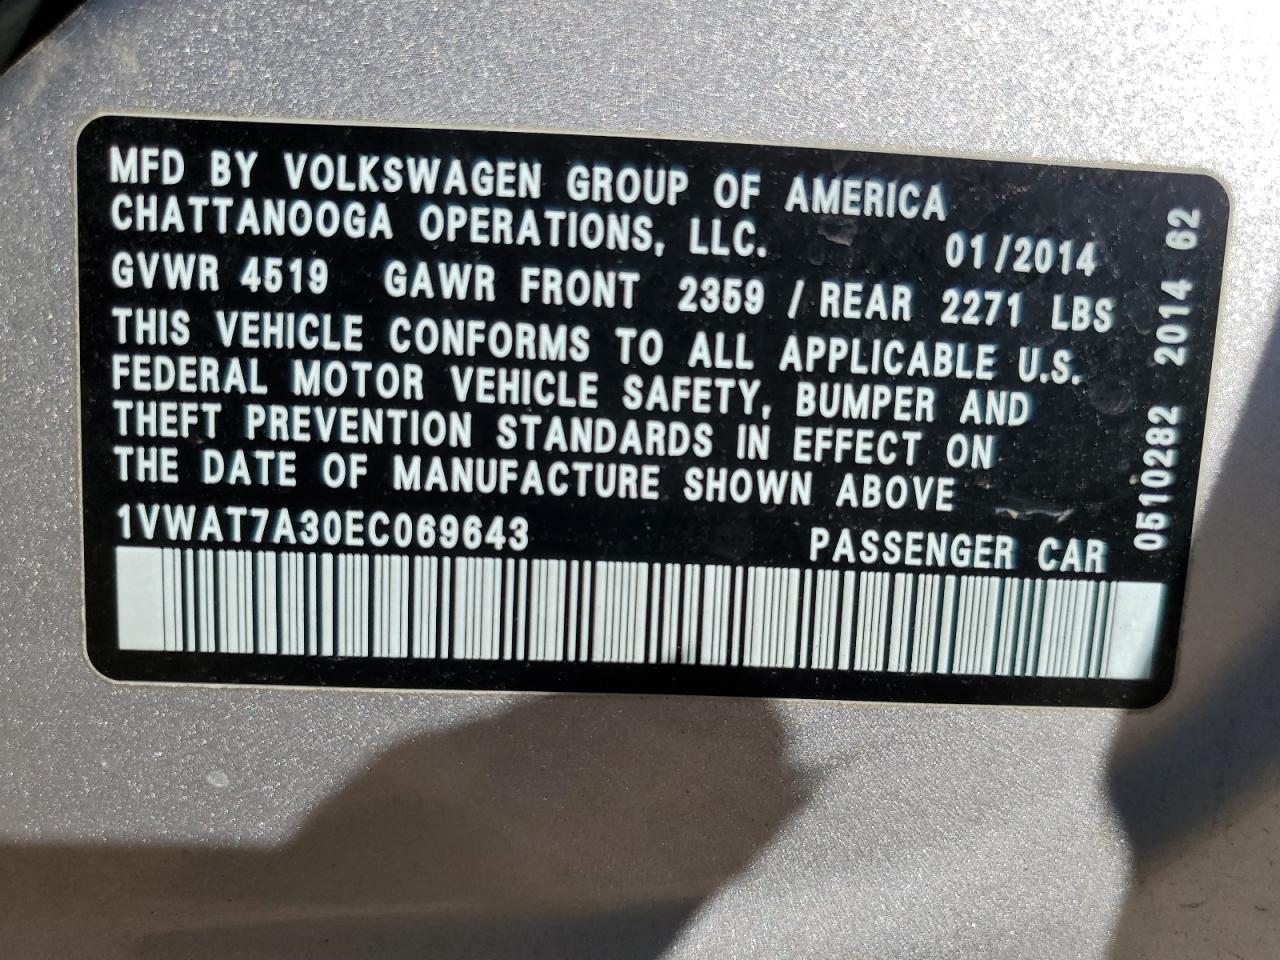 MFD BY VOLKSWAGEN GROUP OF AMERICA
CHATTANOOGA OPERATIONS, LLC. 01/2014
GVWR 4519 GAWR FRONT 2359 / REAR 2271 LBS
THIS VEHICLE CONFORMS TO ALL APPLICABLE U.S.
FEDERAL MOTOR VEHICLE SAFETY, BUMPER AND
THEFT PREVENTION STANDARDS IN EFFECT ON
THE DATE OF MANUFACTURE SHOWN ABOVE
1VWAT7A30EC069643 PASSENGER CAR
0510282 2014 62